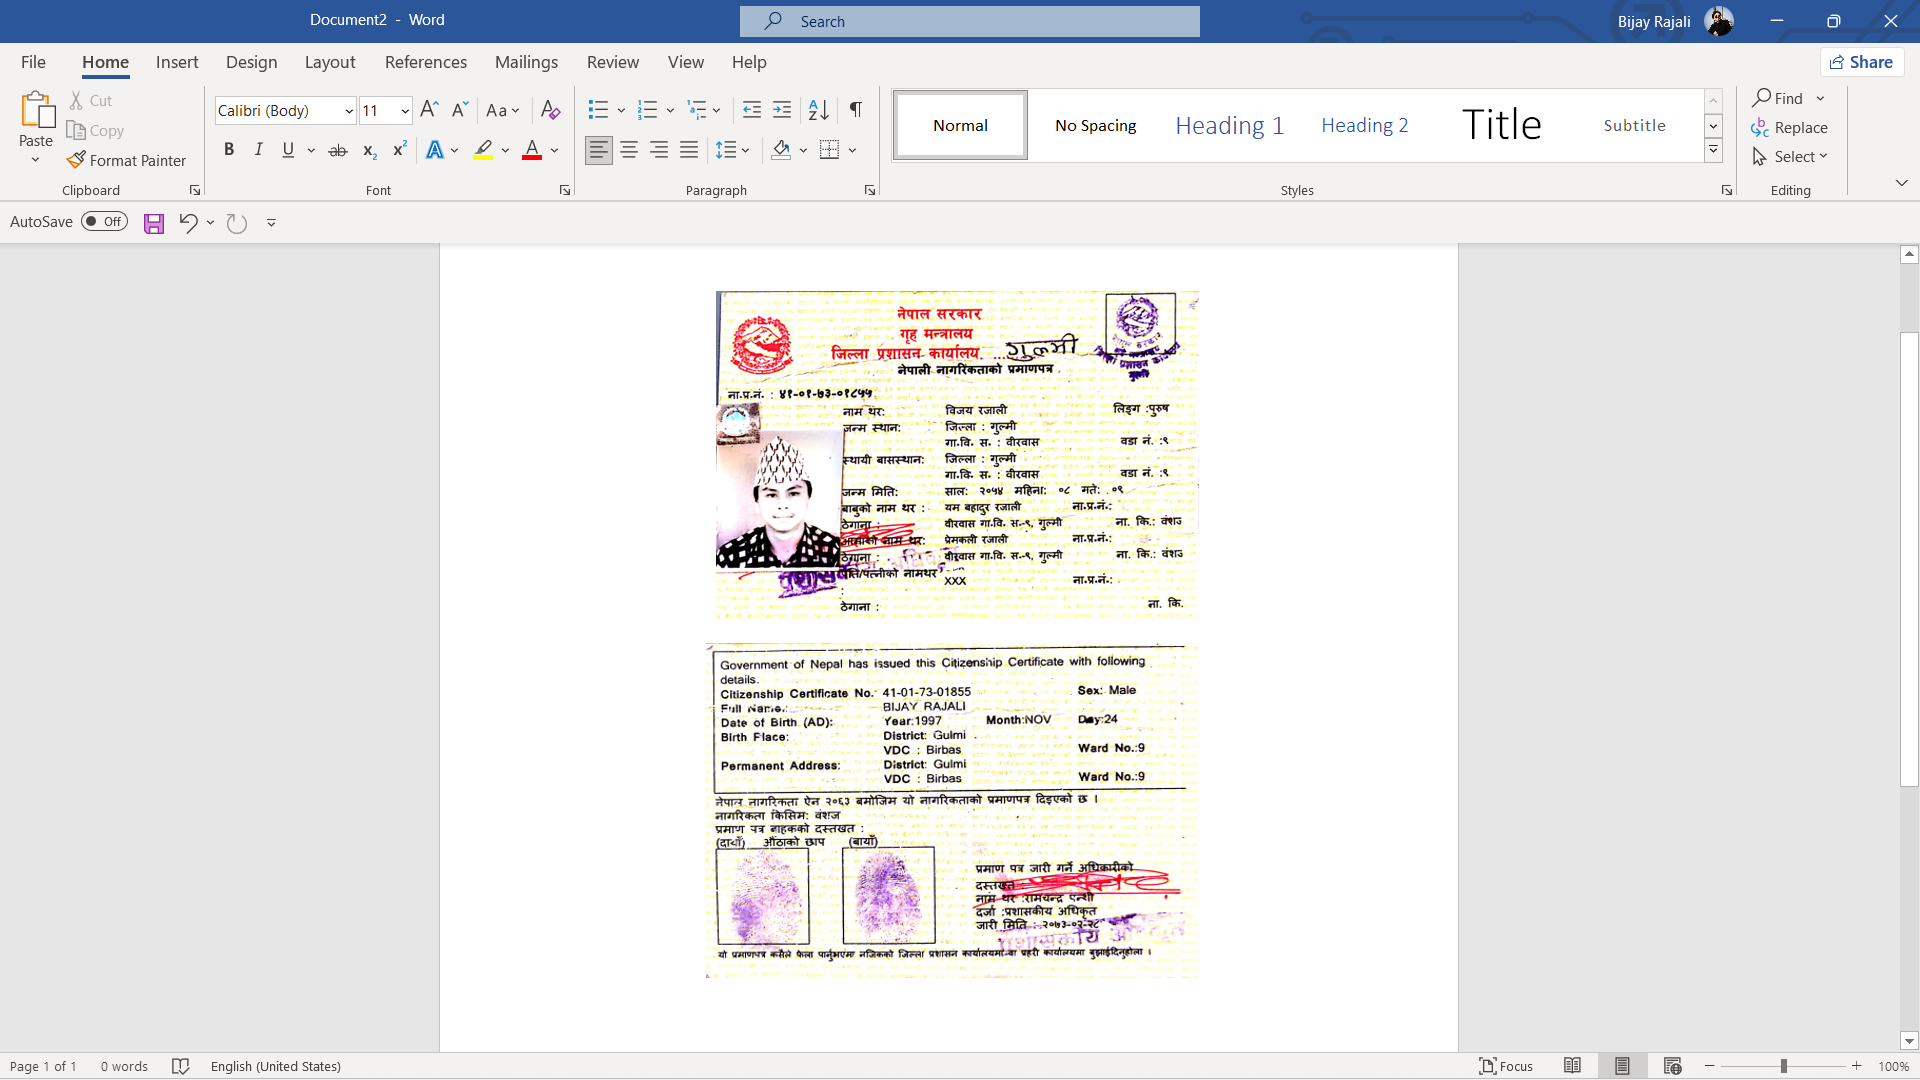 Document2 - Word
Search
Bijay Rajali
File Home Insert Design Layout References Mailings Review View Help
Share
Paste
Cut
Copy
Format Painter
Clipboard
Calibri (Body) 11
Font
Paragraph
Normal
No Spacing
Heading 1
Heading 2
Title
Subtitle
Styles
Find
Replace
Select
Editing
AutoSave Off
नेपाल सरकार
गृह मन्त्रालय
जिल्ला प्रशासन कार्यालय, ....गुल्मी
नेपाली नागरिकताको प्रमाणपत्र
ना.प्र.नं. : ४१-०१-७३-०१८५५
नाम थर: विजय रजाली लिङ्ग :पुरुष
जन्म स्थान: जिल्ला : गुल्मी
गा.वि. स. : वीरवास वडा नं. :९
स्थायी बासस्थान: जिल्ला : गुल्मी
गा.वि. स. : वीरवास वडा नं. :९
जन्म मिति: साल: २०५४ महिना: ०८ गते: ०९
बाबुको नाम थर : यम बहादुर रजाली ना.प्र.नं.:
ठेगाना : वीरवास गा.वि. स.-९, गुल्मी ना. कि.: वंशज
आमाको नाम थर: प्रेमकली रजाली ना.प्र.नं.:
ठेगाना : वीरवास गा.वि. स.-९, गुल्मी ना. कि.: वंशज
पति/पत्नीको नामथर XXX ना.प्र.नं.:
:
ठेगाना : ना. कि.
Government of Nepal has issued this Citizenship Certificate with following
details.
Citizenship Certificate No.: 41-01-73-01855 Sex: Male
Full Name.: BIJAY RAJALI
Date of Birth (AD): Year:1997 Month:NOV Day:24
Birth Place: District: Gulmi
VDC : Birbas Ward No.:9
Permanent Address: District: Gulmi
VDC : Birbas Ward No.:9
नेपाल नागरिकता ऐन २०६३ बमोजिम यो नागरिकताको प्रमाणपत्र दिइएको छ ।
नागरिकता किसिम: वंशज
प्रमाण पत्र बाहकको दस्तखत :
(दायाँ) औंठाको छाप (बायाँ)
प्रमाण पत्र जारी गर्ने अधिकारीको
दस्तखत :
नाम थर :रामचन्द्र पन्थी
दर्जा :प्रशासकीय अधिकृत
जारी मिति : २०७३-०२-२८
यो प्रमाणपत्र कसैले फेला पार्नुभएमा नजिकको जिल्ला प्रशासन कार्यालयमा वा प्रहरी कार्यालयमा बुझाईदिनुहोला ।
Page 1 of 1 0 words English (United States) Focus 100%